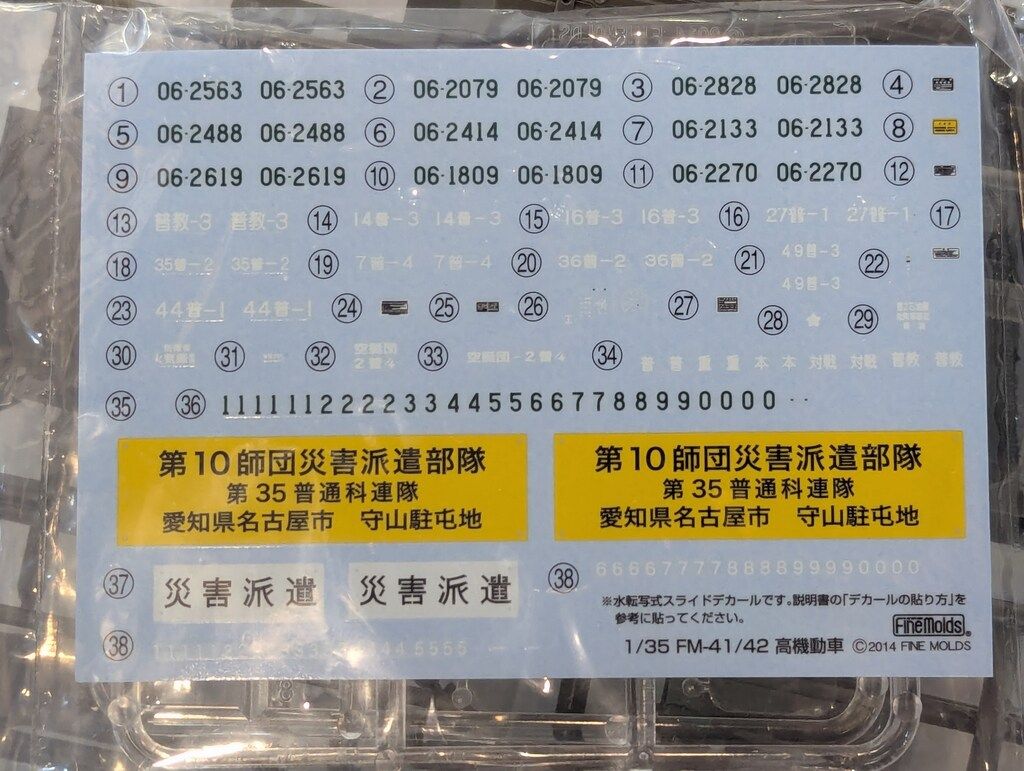 ① 06-2563 06-2563 ② 06-2079 06-2079 ③ 06-2828 06-2828 ④
⑤ 06-2488 06-2488 ⑥ 06-2414 06-2414 ⑦ 06-2133 06-2133 ⑧
⑨ 06-2619 06-2619 ⑩ 06-1809 06-1809 ⑪ 06-2270 06-2270 ⑫
⑬ 普教-3 普教-3 ⑭ 14普-3 14普-3 ⑮ 16普-3 16普-3 ⑯ 27普-1 27普-1 ⑰
⑱ 35普-2 35普-2 ⑲ 7普-4 7普-4 ⑳ 36普-2 36普-2 ㉑ 49普-3 ㉒
49普-3
㉓ 44普-1 44普-1 ㉔ ㉕ ㉖ ㉗ ㉘ ㉙
㉚ ㉛ ㉜ 空挺団 ㉝ 空挺団-2普4 ㉞ 普 普 重 重 本 本 対戦 対戦 普教 普教
2普4
㉟ ㊱ 11111122222334455667788990000
第10師団災害派遣部隊
第35普通科連隊
愛知県名古屋市 守山駐屯地
第10師団災害派遣部隊
第35普通科連隊
愛知県名古屋市 守山駐屯地
㊲ 災害派遣 災害派遣 ㊳ 66667777888899990000
※水転写式スライドデカールです。説明書の「デカールの貼り方」を
参考に貼ってください。
FineMolds
㊳
1/35 FM-41/42 高機動車 ©2014 FINE MOLDS